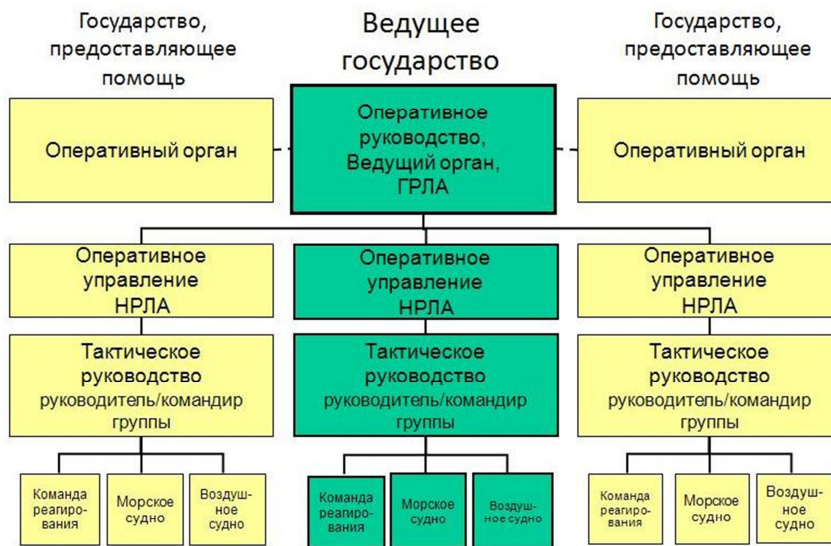 Государство,
предоставляющее
помощь
Ведущее
государство
Государство,
предоставляющее
помощь
Оперативный орган
Оперативное
руководство,
Ведущий орган,
ГРЛА
Оперативный орган
Оперативное
управление
НРЛА
Оперативное
управление
НРЛА
Оперативное
управление
НРЛА
Тактическое
руководство
руководитель/командир
группы
Тактическое
руководство
руководитель/командир
группы
Тактическое
руководство
руководитель/командир
группы
Команда
реагиро-
вания
Морское
судно
Воздуш-
ное
судно
Команда
реагиро-
вания
Морское
судно
Воздуш-
ное судно
Команда
реагиро-
вания
Морское
судно
Воздуш-
ное
судно